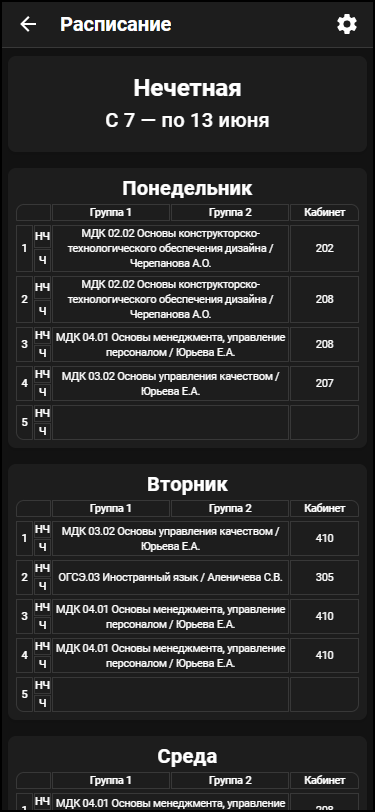 Расписание
Нечетная
С 7 — по 13 июня
Понедельник
Группа 1 Группа 2 Кабинет
1 НЧ Ч МДК 02.02 Основы конструкторско-
технологического обеспечения дизайна /
Черепанова А.О.
202
2 НЧ Ч МДК 02.02 Основы конструкторско-
технологического обеспечения дизайна /
Черепанова А.О.
208
3 НЧ Ч МДК 04.01 Основы менеджмента, управление
персоналом / Юрьева Е.А.
208
4 НЧ Ч МДК 03.02 Основы управления качеством /
Юрьева Е.А.
207
5 НЧ Ч
Вторник
Группа 1 Группа 2 Кабинет
1 НЧ Ч МДК 03.02 Основы управления качеством /
Юрьева Е.А.
410
2 НЧ Ч ОГСЭ.03 Иностранный язык / Аленичева С.В.
305
3 НЧ Ч МДК 04.01 Основы менеджмента, управление
персоналом / Юрьева Е.А.
410
4 НЧ Ч МДК 04.01 Основы менеджмента, управление
персоналом / Юрьева Е.А.
410
5 НЧ Ч
Среда
Группа 1 Группа 2 Кабинет
НЧ МДК 04.01 Основы менеджмента, управление